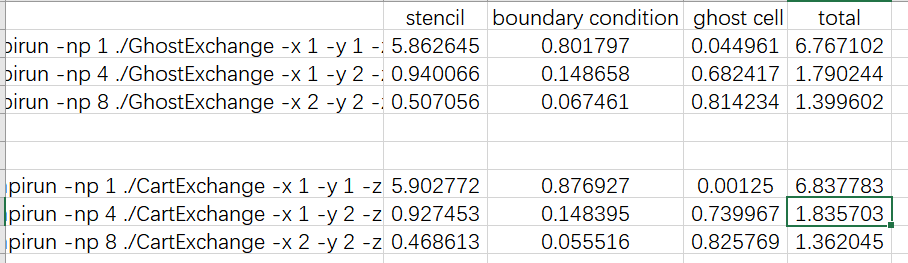 stencil boundary condition ghost cell total
pirun -np 1 ./GhostExchange -x 1 -y 1 - 5.862645 0.801797 0.044961 6.767102
pirun -np 4 ./GhostExchange -x 1 -y 2 - 0.940066 0.148658 0.682417 1.790244
pirun -np 8 ./GhostExchange -x 2 -y 2 - 0.507056 0.067461 0.814234 1.399602
pirun -np 1 ./CartExchange -x 1 -y 1 -z 5.902772 0.876927 0.00125 6.837783
pirun -np 4 ./CartExchange -x 1 -y 2 -z 0.927453 0.148395 0.739967 1.835703
pirun -np 8 ./CartExchange -x 2 -y 2 -z 0.468613 0.055516 0.825769 1.362045